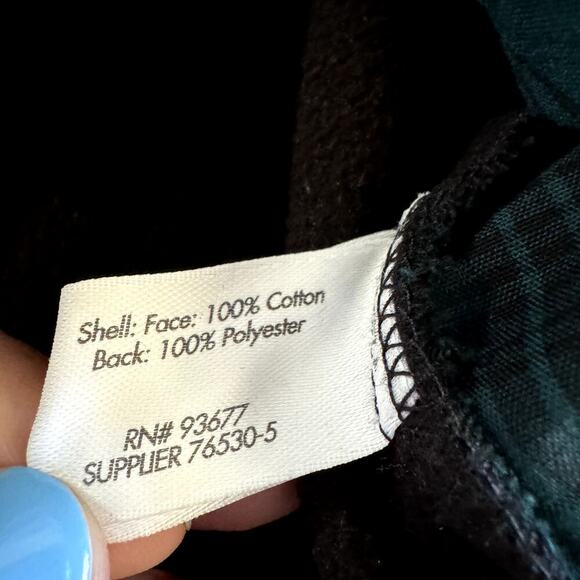 Shell: Face: 100% Cotton
Back: 100% Polyester
RN# 93677
SUPPLIER 76530-5